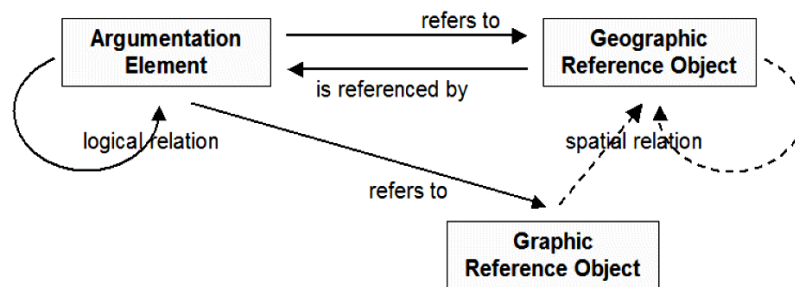 refers to
Argumentation
Element
Geographic
Reference Object
is referenced by
logical relation
spatial relation
refers to
Graphic
Reference Object